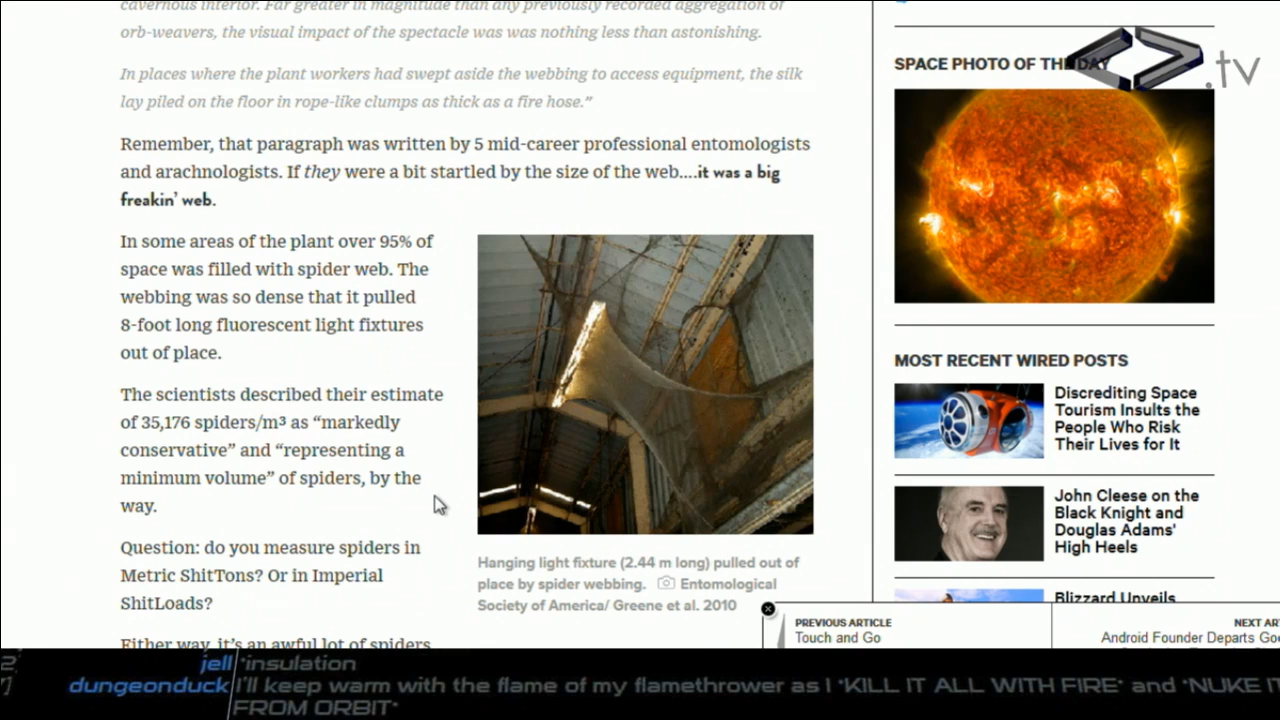 cavernous interior. Far greater in magnitude than any previously recorded aggregation of
orb-weavers, the visual impact of the spectacle was was nothing less than astonishing.
In places where the plant workers had swept aside the webbing to access equipment, the silk
lay piled on the floor in rope-like clumps as thick as a fire hose.”
Remember, that paragraph was written by 5 mid-career professional entomologists
and arachnologists. If they were a bit startled by the size of the web....it was a big
freakin’ web.
In some areas of the plant over 95% of
space was filled with spider web. The
webbing was so dense that it pulled
8-foot long fluorescent light fixtures
out of place.
The scientists described their estimate
of 35,176 spiders/m³ as “markedly
conservative” and “representing a
minimum volume” of spiders, by the
way.
Question: do you measure spiders in
Metric ShitTons? Or in Imperial
ShitLoads?
Either way, it’s an awful lot of spiders
Hanging light fixture (2.44 m long) pulled out of
place by spider webbing. Entomological
Society of America/ Greene et al. 2010
SPACE PHOTO OF THE DAY
<>.tv
MOST RECENT WIRED POSTS
Discrediting Space
Tourism Insults the
People Who Risk
Their Lives for It
John Cleese on the
Black Knight and
Douglas Adams'
High Heels
Blizzard Unveils
PREVIOUS ARTICLE
Touch and Go
NEXT AR
Android Founder Departs Goo
jell *insulation
dungeonduck I'll keep warm with the flame of my flamethrower as I *KILL IT ALL WITH FIRE* and *NUKE IT
FROM ORBIT*